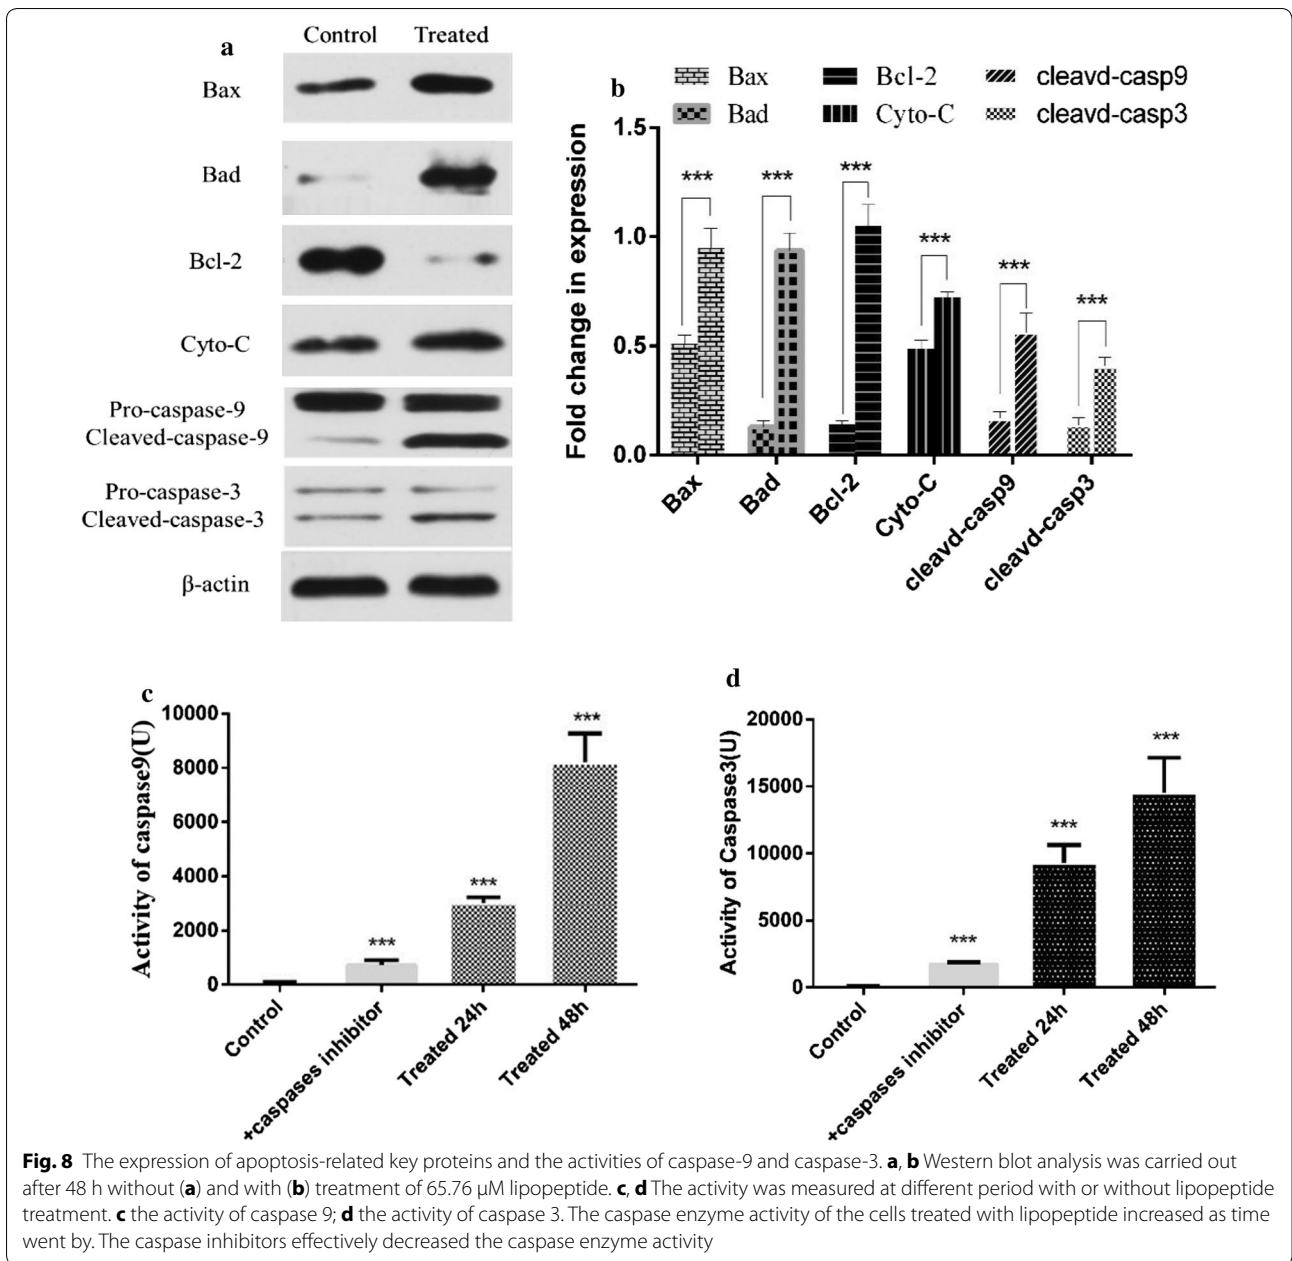 a
Control Treated
Bax
Bad
Bcl-2
Cyto-C
Pro-caspase-9
Cleaved-caspase-9
Pro-caspase-3
Cleaved-caspase-3
β-actin
b
Bax Bcl-2 cleavd-casp9
Bad Cyto-C cleavd-casp3
Fold change in expression
1.5
1.0
0.5
0.0
*** *** *** *** *** ***
Bax Bad Bcl-2 Cyto-C cleavd-casp9 cleavd-casp3
c
Activity of caspase9(U)
10000
8000
6000
4000
2000
0
*** *** ***
Control +caspases inhibitor Treated 24h Treated 48h
d
Activity of Caspase3(U)
20000
15000
10000
5000
0
*** *** ***
Control +caspases inhibitor Treated 24h Treated 48h
Fig. 8 The expression of apoptosis-related key proteins and the activities of caspase-9 and caspase-3. a, b Western blot analysis was carried out
after 48 h without (a) and with (b) treatment of 65.76 µM lipopeptide. c, d The activity was measured at different period with or without lipopeptide
treatment. c the activity of caspase 9; d the activity of caspase 3. The caspase enzyme activity of the cells treated with lipopeptide increased as time
went by. The caspase inhibitors effectively decreased the caspase enzyme activity